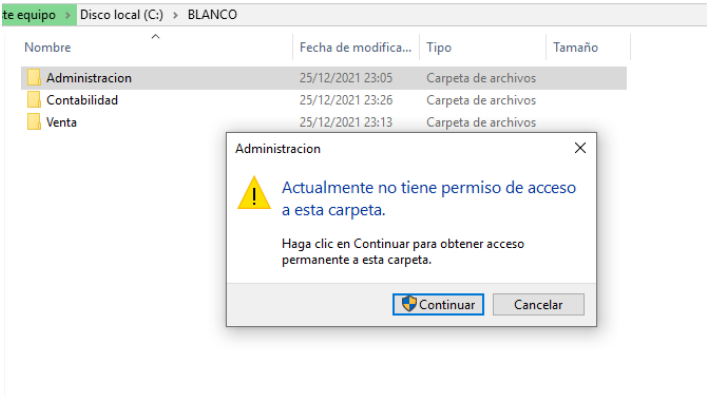 te equipo > Disco local (C:) > BLANCO
Nombre Fecha de modifica... Tipo Tamaño
Administracion 25/12/2021 23:05 Carpeta de archivos
Contabilidad 25/12/2021 23:26 Carpeta de archivos
Venta 25/12/2021 23:13 Carpeta de archivos
Administracion
Actualmente no tiene permiso de acceso
a esta carpeta.
Haga clic en Continuar para obtener acceso
permanente a esta carpeta.
Continuar Cancelar